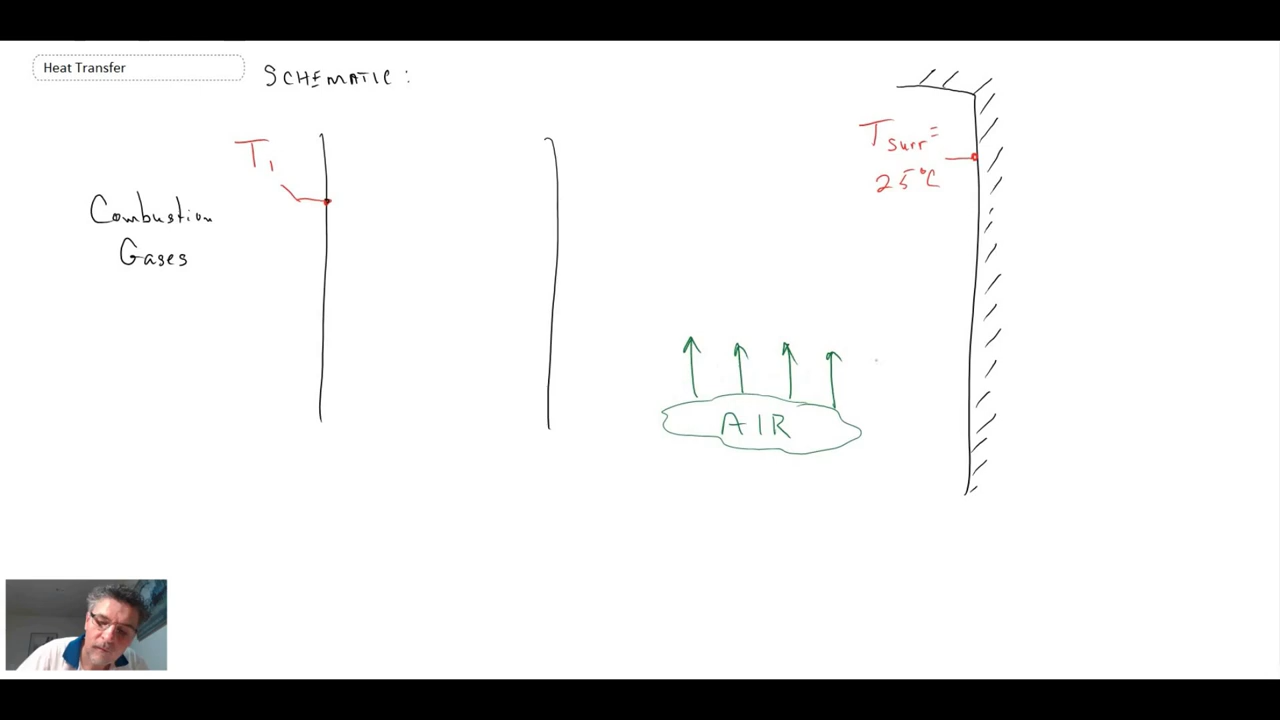 Heat Transfer
SCHEMATIC:
T1
Combustion
Gases
Tsurr=
25°C
AIR